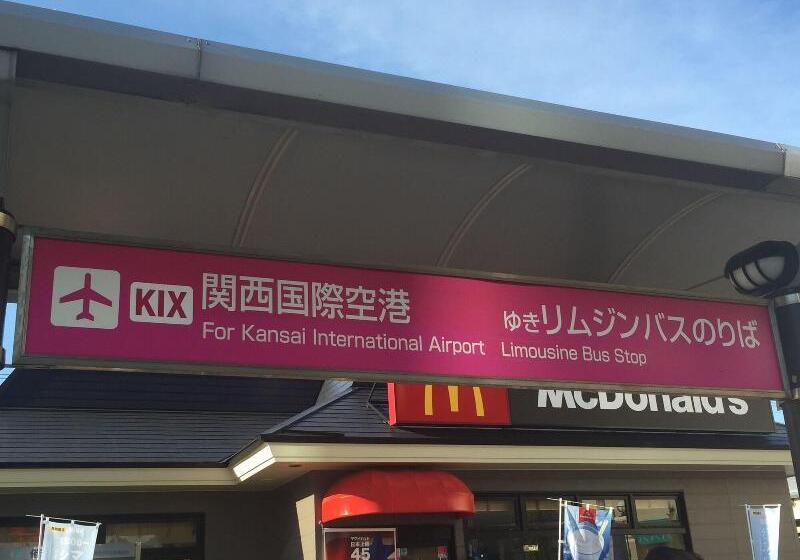 KIX 関西国際空港 ゆきリムジンバスのりば
For Kansai International Airport Limousine Bus Stop
McDonald's
45